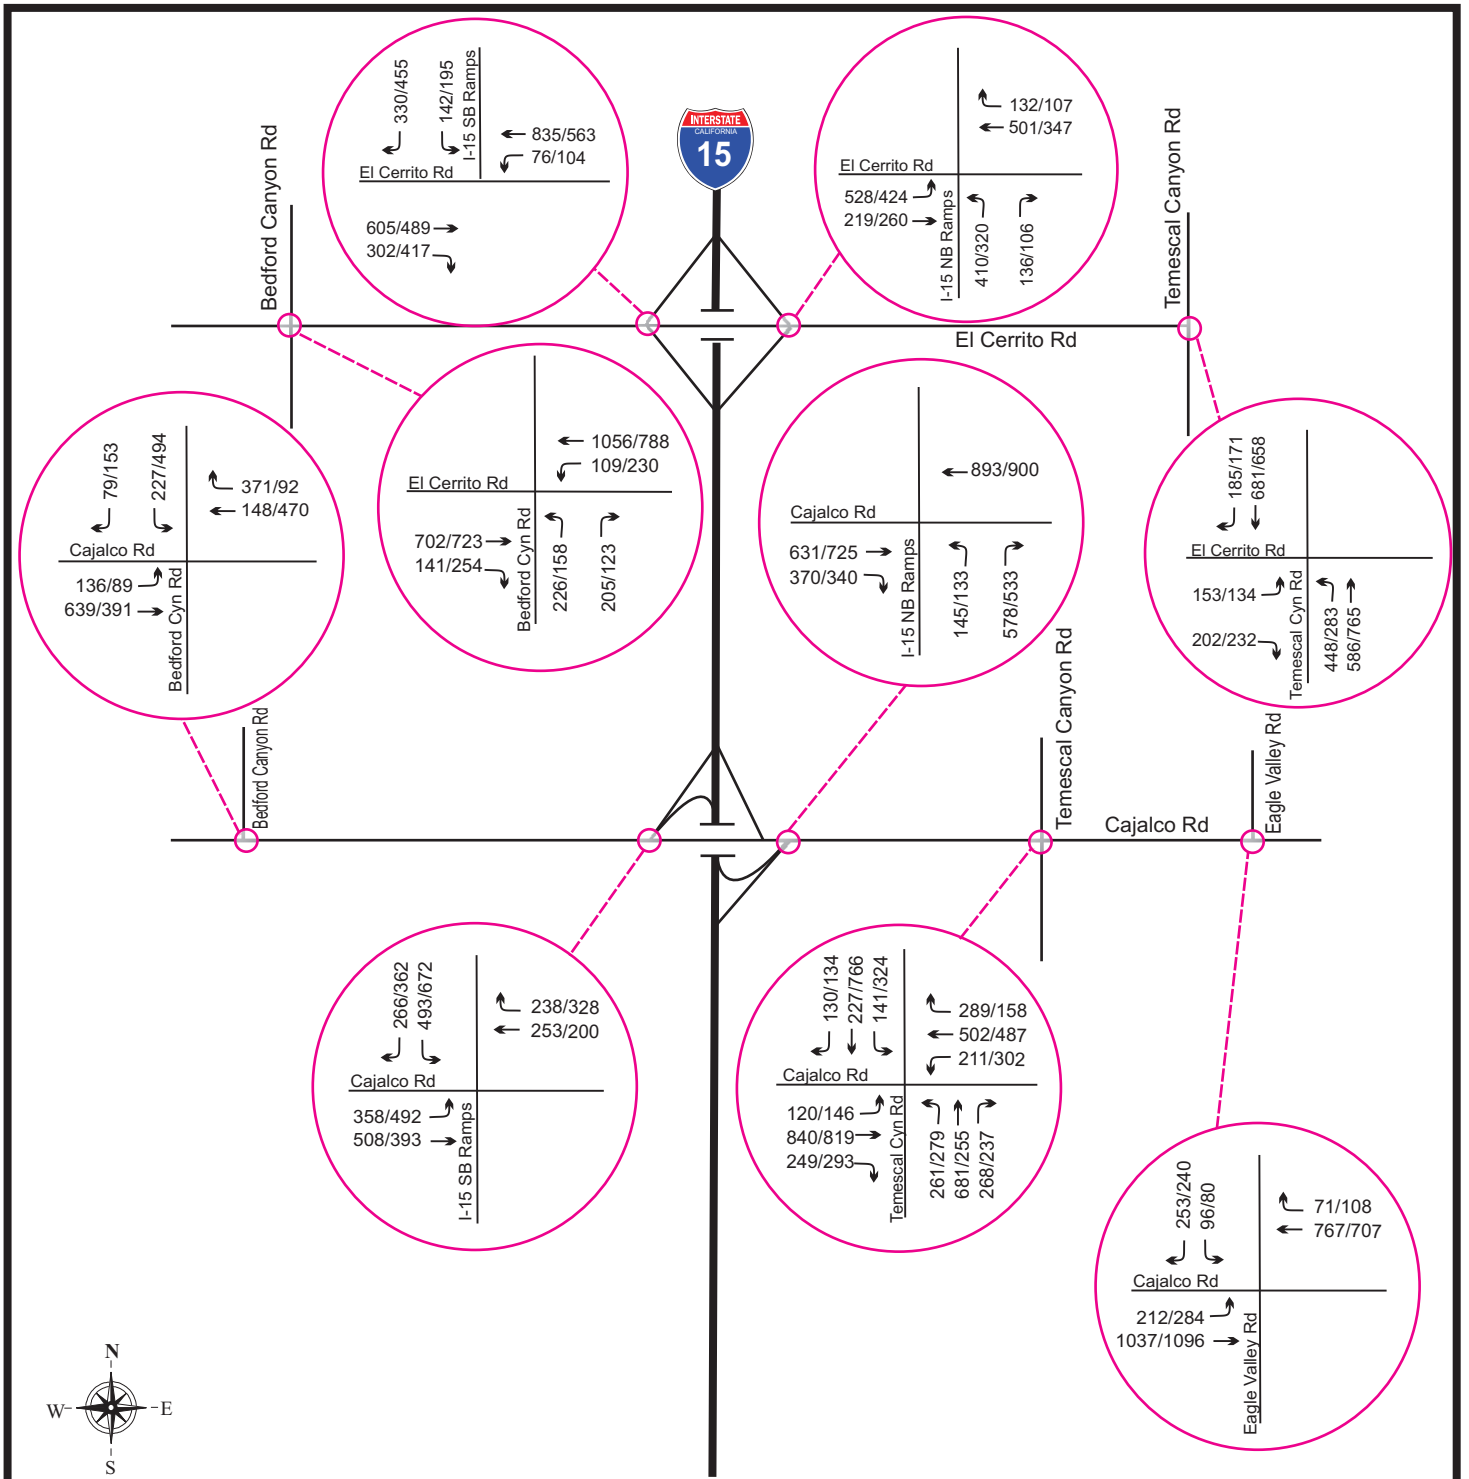 INTERSTATE
CALIFORNIA
15
Bedford Canyon Rd
Temescal Canyon Rd
El Cerrito Rd
330/455
142/195
I-15 SB Ramps
835/563
76/104
El Cerrito Rd
605/489
302/417
132/107
501/347
El Cerrito Rd
528/424
219/260
I-15 NB Ramps
410/320
136/106
79/153
227/494
371/92
148/470
Cajalco Rd
136/89
639/391
Bedford Cyn Rd
1056/788
109/230
El Cerrito Rd
702/723
141/254
Bedford Cyn Rd
226/158
205/123
893/900
Cajalco Rd
631/725
370/340
I-15 NB Ramps
145/133
578/533
185/171
681/658
El Cerrito Rd
153/134
202/232
Temescal Cyn Rd
448/283
586/765
Bedford Canyon Rd
Temescal Canyon Rd
Eagle Valley Rd
Cajalco Rd
266/362
493/672
238/328
253/200
Cajalco Rd
358/492
508/393
I-15 SB Ramps
130/134
227/766
141/324
289/158
502/487
211/302
Cajalco Rd
120/146
840/819
249/293
Temescal Cyn Rd
261/279
681/255
268/237
253/240
96/80
71/108
767/707
Cajalco Rd
212/284
1037/1096
Eagle Valley Rd
N
W
E
S